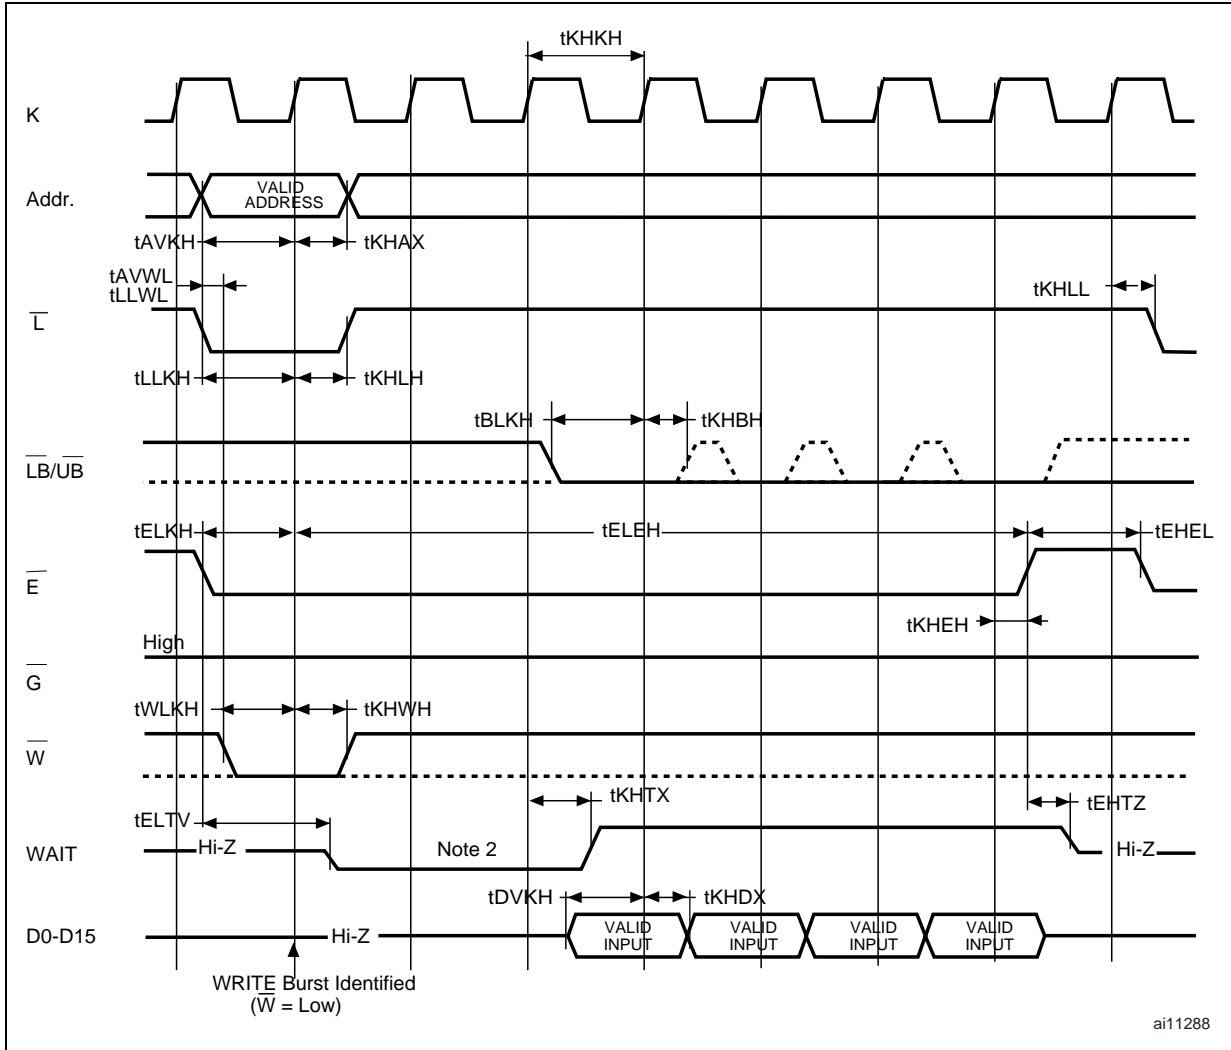 tKHKH
K
Addr.
VALID
ADDRESS
tAVKH
tKHAX
tAVWL
tLLWL
tKHLL
L
tLLKH
tKHLH
tBLKH
tKHBH
LB/UB
tELKH
tELEH
tEHEL
E
tKHEH
High
G
tWLKH
tKHWH
W
tKHTX
tEHTZ
tELTV
WAIT
Hi-Z
Note 2
Hi-Z
tDVKH
tKHDX
D0-D15
Hi-Z
VALID
INPUT
VALID
INPUT
VALID
INPUT
VALID
INPUT
WRITE Burst Identified
(W = Low)
ai11288